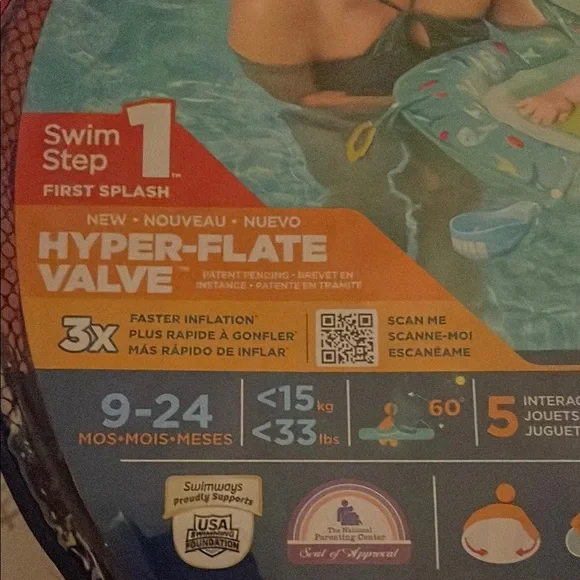 Swim
Step 1™
FIRST SPLASH
NEW • NOUVEAU • NUEVO
HYPER-FLATE
VALVE™
PATENT PENDING • BREVET EN
INSTANCE • PATENTE EN TRÁMITE
3x
FASTER INFLATION*
PLUS RAPIDE À GONFLER*
MÁS RÁPIDO DE INFLAR*
SCAN ME
SCANNE-MOI
ESCANÉAME
9-24
MOS•MOIS•MESES
<15 kg
<33 lbs
60°
5
INTERAC
JOUETS
JUGUET
Swimways
Proudly Supports
USA
SWIMMING
FOUNDATION
The National
Parenting Center
Seal of Approval